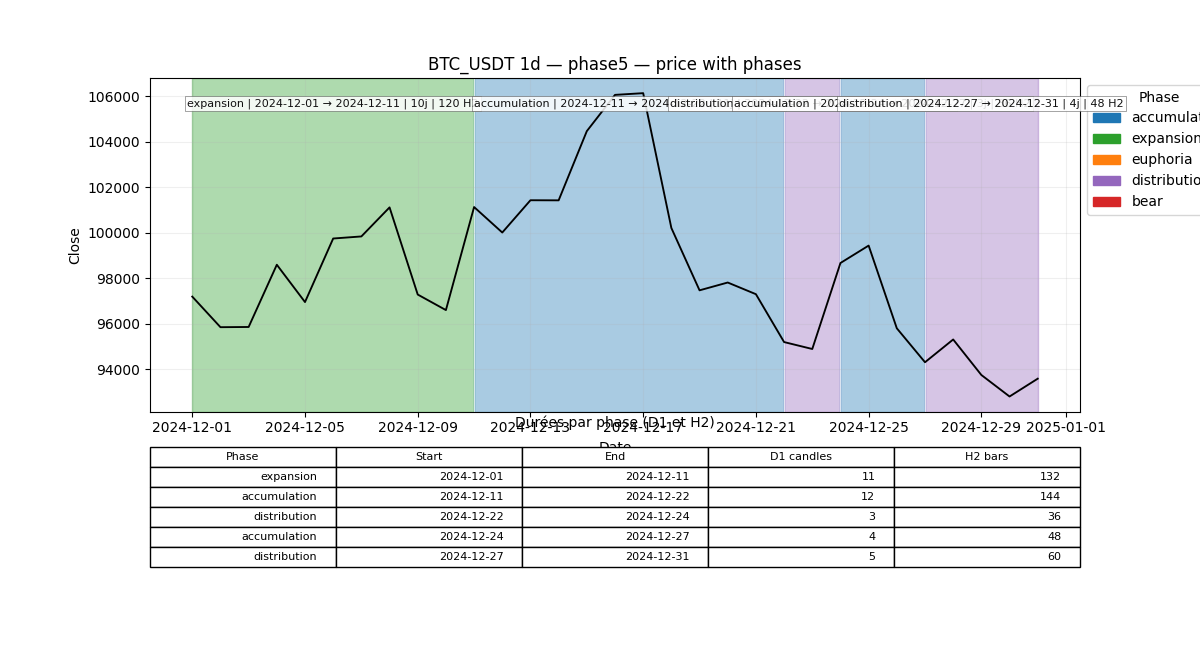 BTC_USDT 1d — phase5 — price with phases
expansion | 2024-12-01 → 2024-12-11 | 10j | 120 H
accumulation | 2024-12-11 → 2024
distribution
accumulation | 202
distribution | 2024-12-27 → 2024-12-31 | 4j | 48 H2
Phase
accumulat
expansion
euphoria
distributio
bear
Close
106000
104000
102000
100000
98000
96000
94000
2024-12-01 2024-12-05 2024-12-09 2024-12-13 2024-12-17 2024-12-21 2024-12-25 2024-12-29 2025-01-01
Durées par phase (D1 et H2)
Date
Phase Start End D1 candles H2 bars
expansion 2024-12-01 2024-12-11 11 132
accumulation 2024-12-11 2024-12-22 12 144
distribution 2024-12-22 2024-12-24 3 36
accumulation 2024-12-24 2024-12-27 4 48
distribution 2024-12-27 2024-12-31 5 60